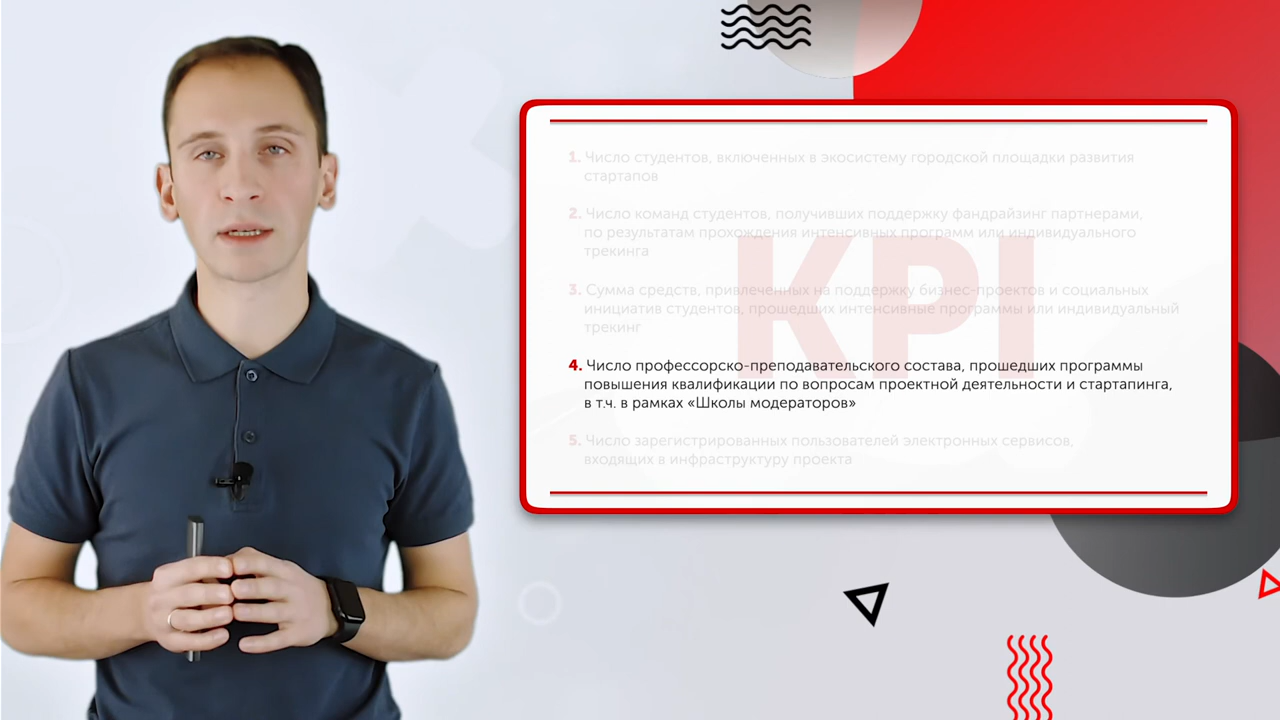 1. Число студентов, включенных в экосистему городской площадки развития
стартапов
2. Число команд студентов, получивших поддержку фандрайзинг партнерами,
по результатам прохождения интенсивных программ или индивидуального
трекинга
3. Сумма средств, привлеченных на поддержку бизнес-проектов и социальных
инициатив студентов, прошедших интенсивные программы или индивидуальный
трекинг
4. Число профессорско-преподавательского состава, прошедших программы
повышения квалификации по вопросам проектной деятельности и стартапинга,
в т.ч. в рамках «Школы модераторов»
5. Число зарегистрированных пользователей электронных сервисов,
входящих в инфраструктуру проекта
KPI